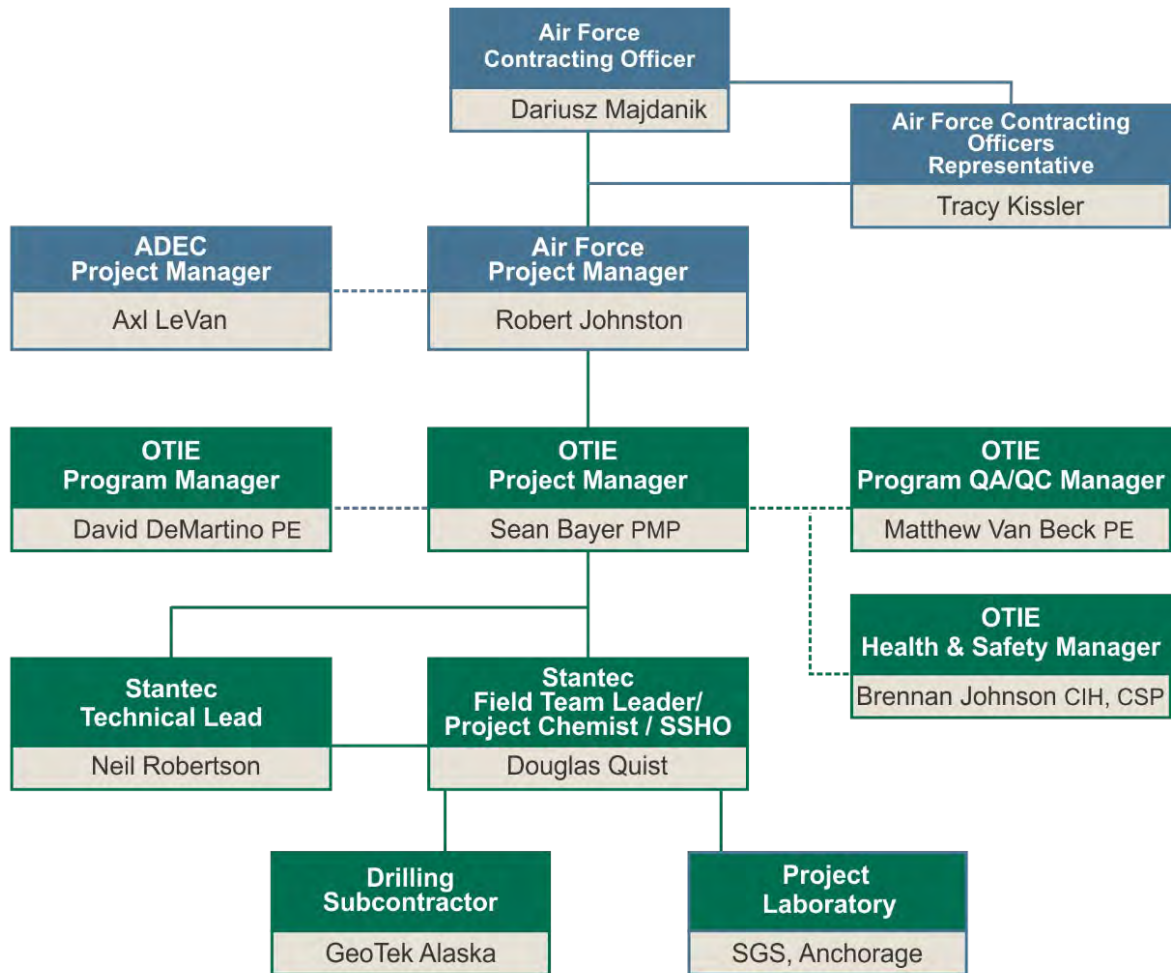 Air Force
Contracting Officer
Dariusz Majdanik
Air Force Contracting
Officers
Representative
Tracy Kissler
ADEC
Project Manager
Axl LeVan
Air Force
Project Manager
Robert Johnston
OTIE
Program Manager
David DeMartino PE
OTIE
Project Manager
Sean Bayer PMP
OTIE
Program QA/QC Manager
Matthew Van Beck PE
OTIE
Health & Safety Manager
Brennan Johnson CIH, CSP
Stantec
Technical Lead
Neil Robertson
Stantec
Field Team Leader/
Project Chemist / SSHO
Douglas Quist
Drilling
Subcontractor
GeoTek Alaska
Project
Laboratory
SGS, Anchorage